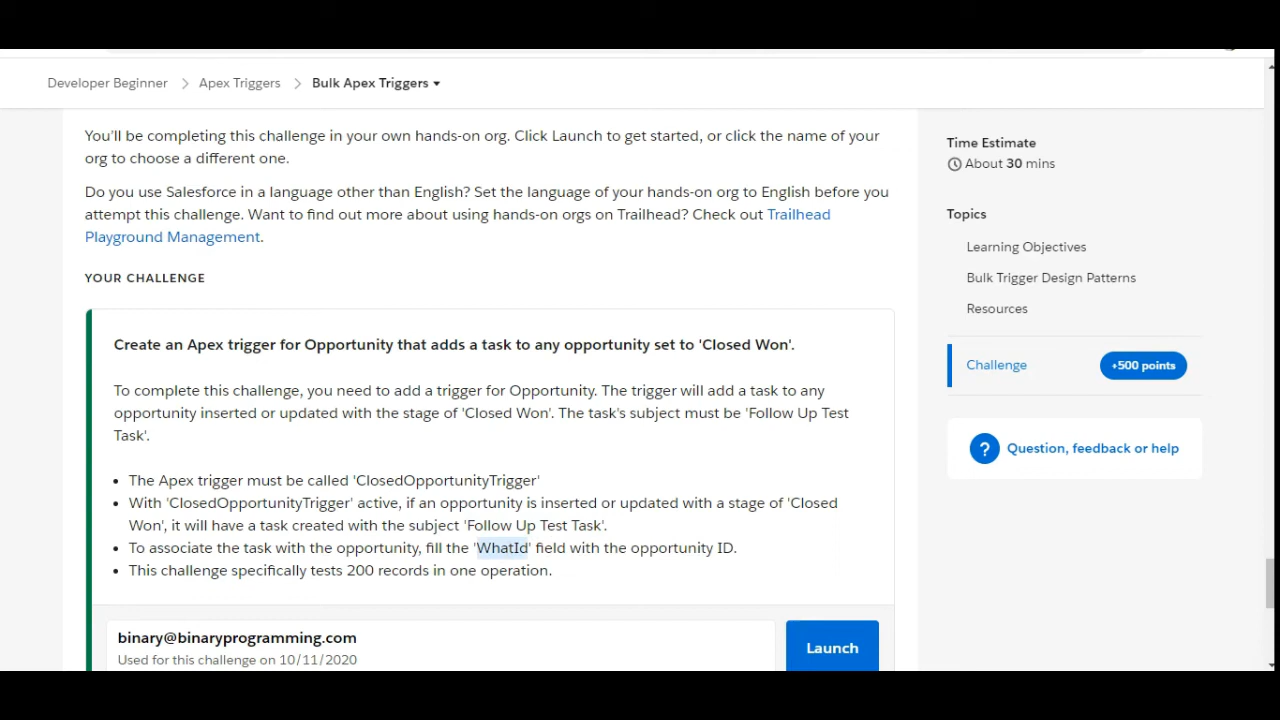 Developer Beginner > Apex Triggers > Bulk Apex Triggers
You'll be completing this challenge in your own hands-on org. Click Launch to get started, or click the name of your
org to choose a different one.
Do you use Salesforce in a language other than English? Set the language of your hands-on org to English before you
attempt this challenge. Want to find out more about using hands-on orgs on Trailhead? Check out Trailhead
Playground Management.
YOUR CHALLENGE
Create an Apex trigger for Opportunity that adds a task to any opportunity set to 'Closed Won'.
To complete this challenge, you need to add a trigger for Opportunity. The trigger will add a task to any
opportunity inserted or updated with the stage of 'Closed Won'. The task's subject must be 'Follow Up Test
Task'.
• The Apex trigger must be called 'ClosedOpportunityTrigger'
• With 'ClosedOpportunityTrigger' active, if an opportunity is inserted or updated with a stage of 'Closed
Won', it will have a task created with the subject 'Follow Up Test Task'.
• To associate the task with the opportunity, fill the 'WhatId' field with the opportunity ID.
• This challenge specifically tests 200 records in one operation.
binary@binaryprogramming.com
Used for this challenge on 10/11/2020
Launch
Time Estimate
About 30 mins
Topics
Learning Objectives
Bulk Trigger Design Patterns
Resources
Challenge
+500 points
? Question, feedback or help